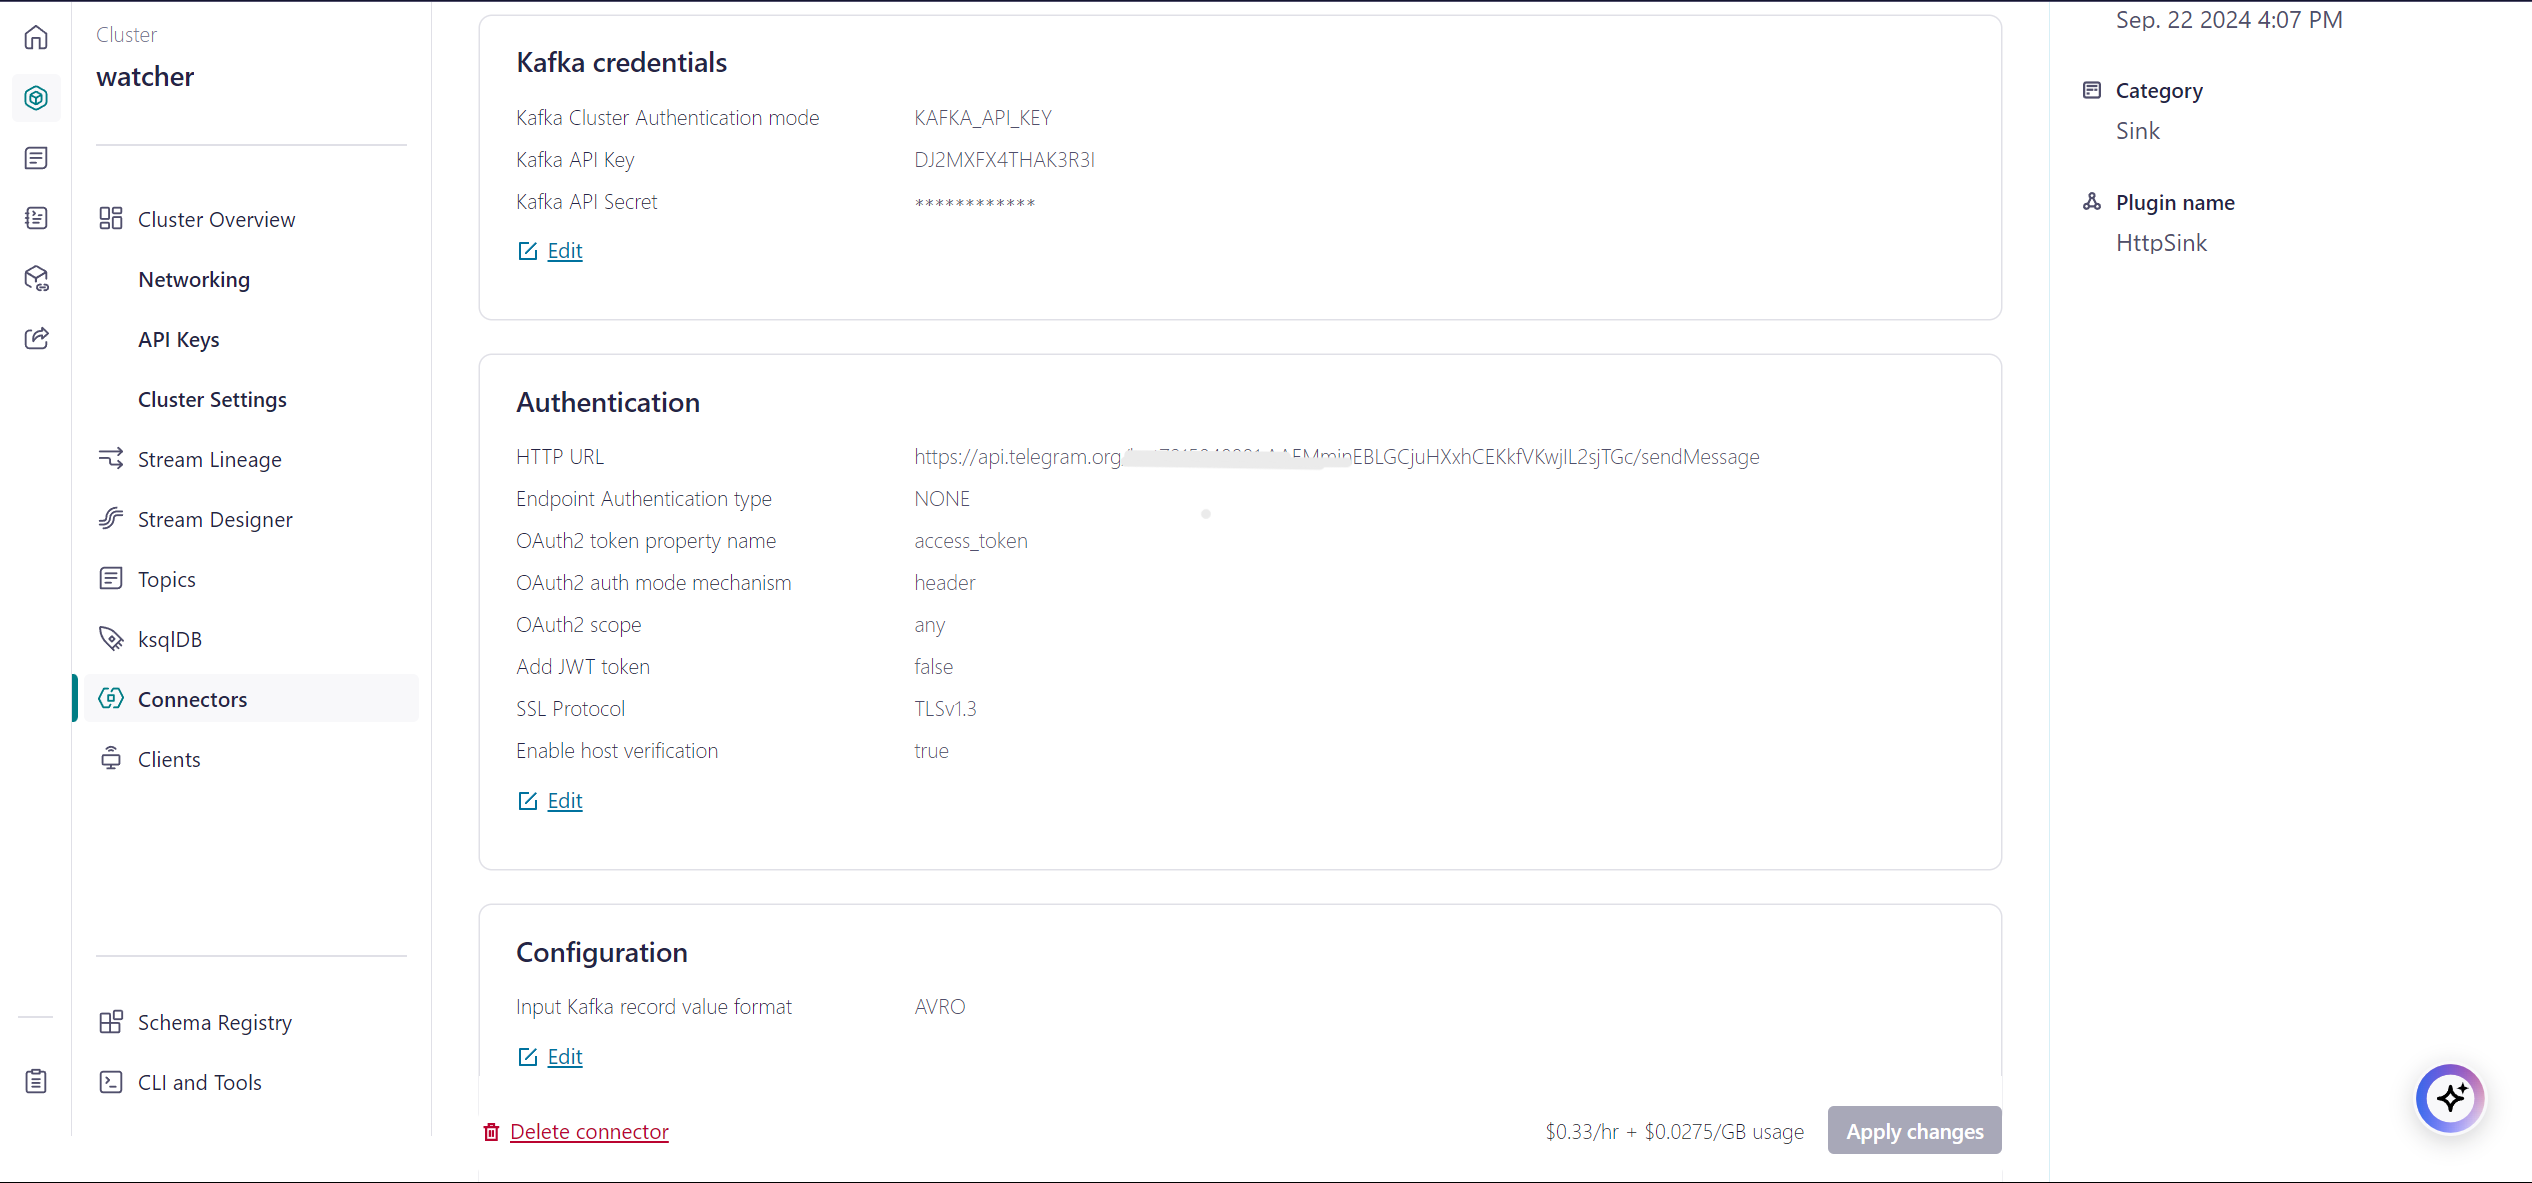 Cluster
watcher
Cluster Overview
Networking
API Keys
Cluster Settings
Stream Lineage
Stream Designer
Topics
ksqlDB
Connectors
Clients
Schema Registry
CLI and Tools
Kafka credentials
Kafka Cluster Authentication mode KAFKA_API_KEY
Kafka API Key DJ2MXFX4THAK3R3I
Kafka API Secret ************
Edit
Authentication
HTTP URL https://api.telegram.org/ EBLGCjuHXxhCEKkfVKwjIL2sjTGc/sendMessage
Endpoint Authentication type NONE
OAuth2 token property name access_token
OAuth2 auth mode mechanism header
OAuth2 scope any
Add JWT token false
SSL Protocol TLSv1.3
Enable host verification true
Edit
Configuration
Input Kafka record value format AVRO
Edit
Delete connector
$0.33/hr + $0.0275/GB usage
Apply changes
Sep. 22 2024 4:07 PM
Category
Sink
Plugin name
HttpSink